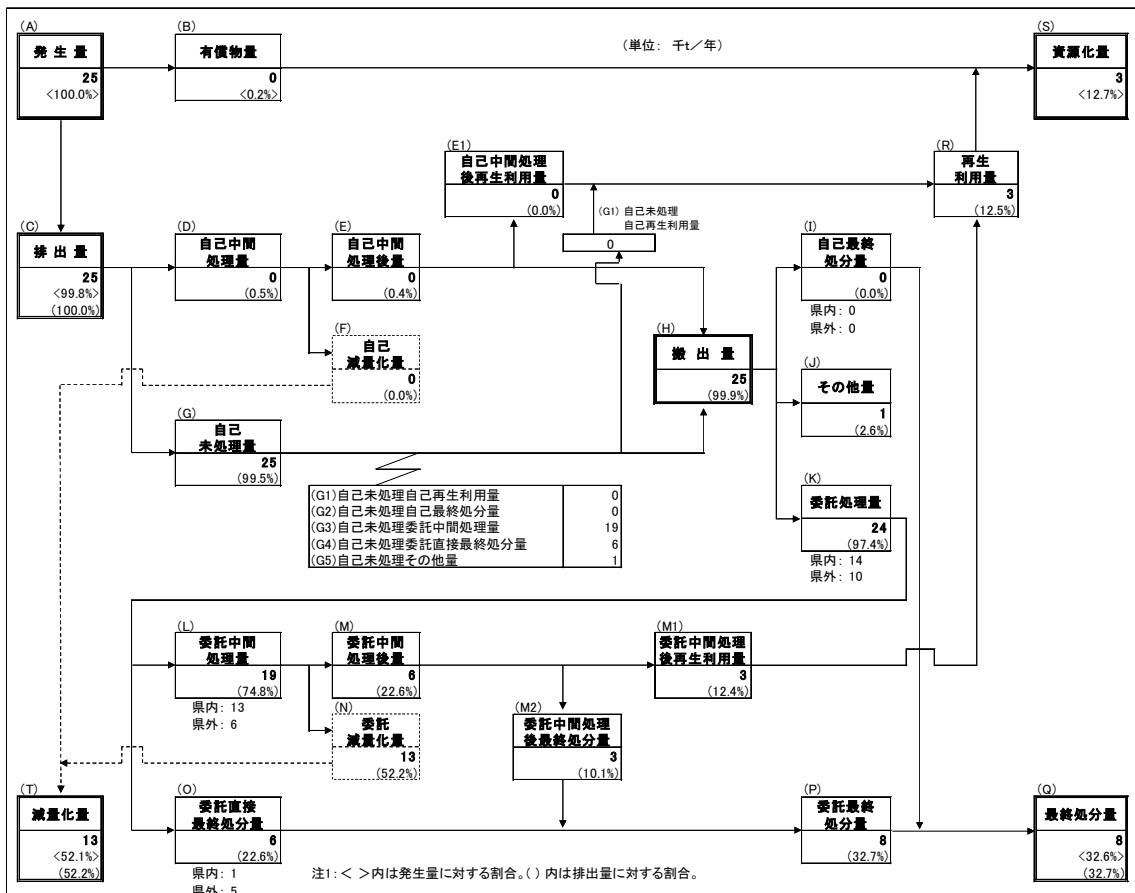 (A)
発 生 量
25
<100.0%>
(B)
有償物量
0
<0.2%>
(単位： 千t／年)
(S)
資源化量
3
<12.7%>
(E1)
自己中間処理
後再生利用量
0
(0.0%)
(G1) 自己未処理
自己再生利用量
0
(R)
再生
利用量
3
(12.5%)
(C)
排 出 量
25
<99.8%>
(100.0%)
(D)
自己中間
処理量
0
(0.5%)
(E)
自己中間
処理後量
0
(0.4%)
(F)
自己
減量化量
0
(0.0%)
(G)
自己
未処理量
25
(99.5%)
(H)
搬 出 量
25
(99.9%)
(I)
自己最終
処分量
0
(0.0%)
県内： 0
県外： 0
(J)
その他量
1
(2.6%)
(K)
委託処理量
24
(97.4%)
県内： 14
県外： 10
(G1)自己未処理自己再生利用量 0
(G2)自己未処理自己最終処分量 0
(G3)自己未処理委託中間処理量 19
(G4)自己未処理委託直接最終処分量 6
(G5)自己未処理その他量 1
(L)
委託中間
処理量
19
(74.8%)
県内： 13
県外： 6
(M)
委託中間
処理後量
6
(22.6%)
(N)
委託
減量化量
13
(52.2%)
(M1)
委託中間処理
後再生利用量
3
(12.4%)
(M2)
委託中間処理
後最終処分量
3
(10.1%)
(T)
減量化量
13
<52.1%>
(52.2%)
(O)
委託直接
最終処分量
6
(22.6%)
県内： 1
県外： 5
(P)
委託最終
処分量
8
(32.7%)
(Q)
最終処分量
8
<32.6%>
(32.7%)
注1：＜ ＞内は発生量に対する割合。( ) 内は排出量に対する割合。